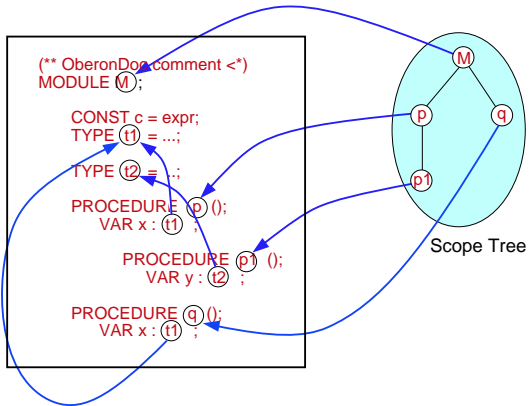 (** OberonDoc comment <*)
MODULE M ;
CONST c = expr;
TYPE t1 = ...;
TYPE t2 = ...;
PROCEDURE p ();
VAR x : t1 ;
PROCEDURE p1 ();
VAR y : t2 ;
PROCEDURE q ();
VAR x : t1 ;
M
p q
p1
Scope Tree